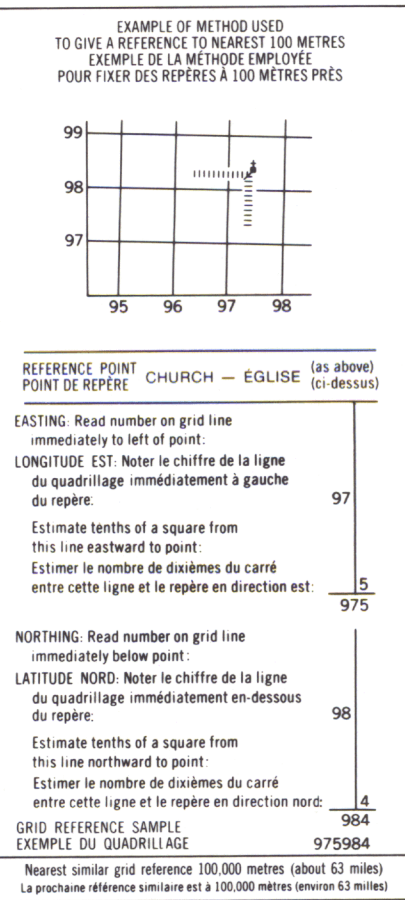 EXAMPLE OF METHOD USED
TO GIVE A REFERENCE TO NEAREST 100 METRES
EXEMPLE DE LA MÉTHODE EMPLOYÉE
POUR FIXER DES REPÈRES À 100 MÈTRES PRÈS
99
98
97
95 96 97 98
REFERENCE POINT
POINT DE REPÈRE
CHURCH — ÉGLISE
(as above)
(ci-dessus)
EASTING: Read number on grid line
immediately to left of point:
LONGITUDE EST: Noter le chiffre de la ligne
du quadrillage immédiatement à gauche
du repère: 97
Estimate tenths of a square from
this line eastward to point:
Estimer le nombre de dixièmes du carré
entre cette ligne et le repère en direction est: 5
975
NORTHING: Read number on grid line
immediately below point:
LATITUDE NORD: Noter le chiffre de la ligne
du quadrillage immédiatement en-dessous
du repère: 98
Estimate tenths of a square from
this line northward to point:
Estimer le nombre de dixièmes du carré
entre cette ligne et le repère en direction nord: 4
984
GRID REFERENCE SAMPLE
EXEMPLE DU QUADRILLAGE 975984
Nearest similar grid reference 100,000 metres (about 63 miles)
La prochaine référence similaire est à 100,000 mètres (environ 63 milles)